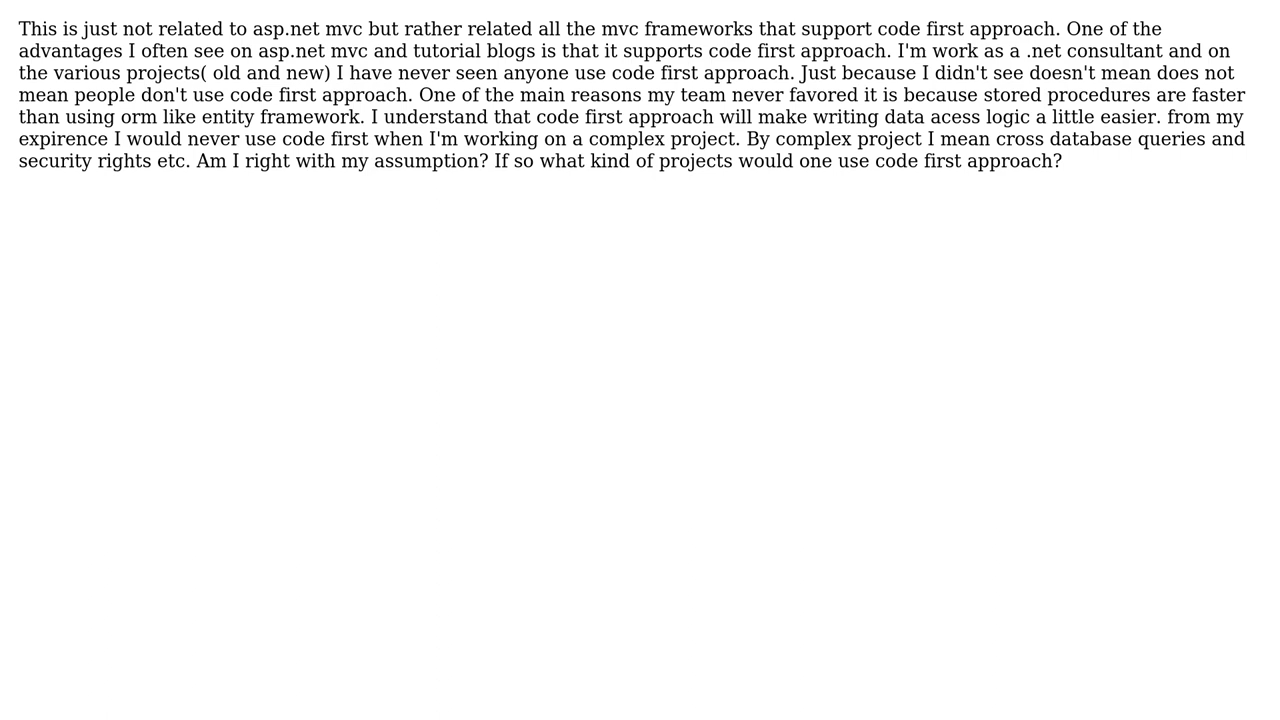 This is just not related to asp.net mvc but rather related all the mvc frameworks that support code first approach. One of the
advantages I often see on asp.net mvc and tutorial blogs is that it supports code first approach. I'm work as a .net consultant and on
the various projects( old and new) I have never seen anyone use code first approach. Just because I didn't see doesn't mean does not
mean people don't use code first approach. One of the main reasons my team never favored it is because stored procedures are faster
than using orm like entity framework. I understand that code first approach will make writing data acess logic a little easier. from my
expirence I would never use code first when I'm working on a complex project. By complex project I mean cross database queries and
security rights etc. Am I right with my assumption? If so what kind of projects would one use code first approach?